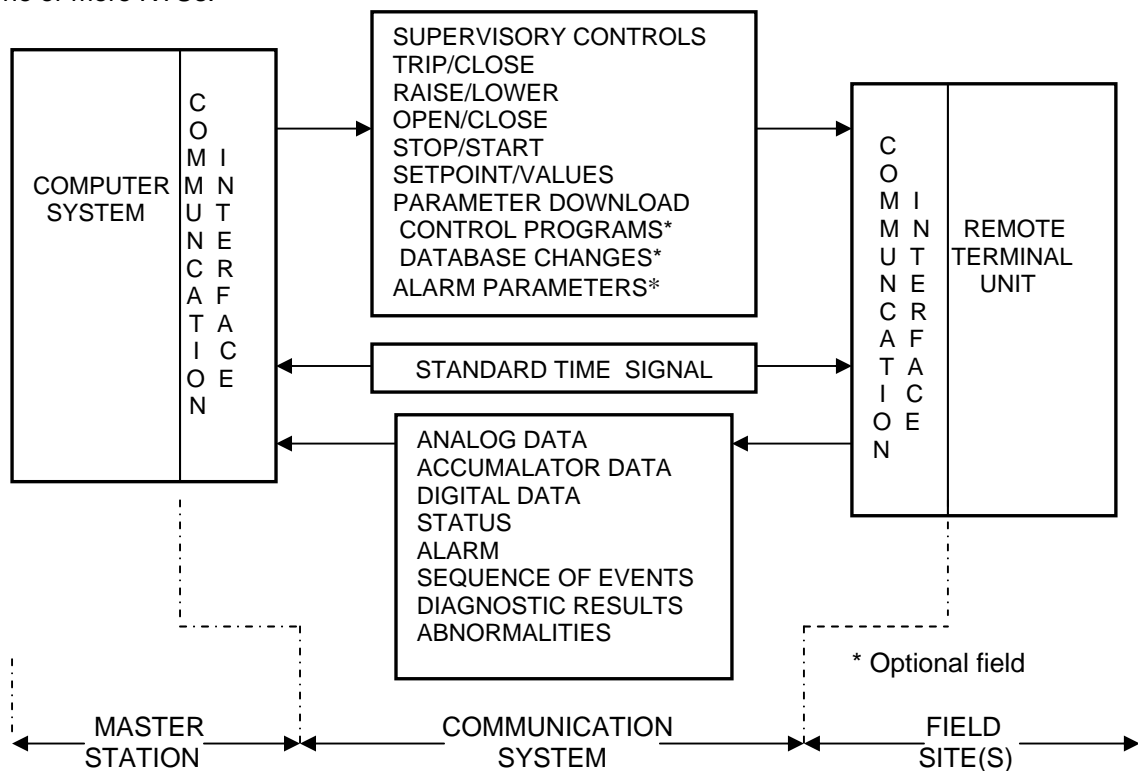 COMPUTER
SYSTEM
COMMUNCATION
INTERFACE
SUPERVISORY CONTROLS
TRIP/CLOSE
RAISE/LOWER
OPEN/CLOSE
STOP/START
SETPOINT/VALUES
PARAMETER DOWNLOAD
CONTROL PROGRAMS*
DATABASE CHANGES*
ALARM PARAMETERS*
COMMUNCATION
INTERFACE
REMOTE
TERMINAL
UNIT
STANDARD TIME SIGNAL
ANALOG DATA
ACCUMALATOR DATA
DIGITAL DATA
STATUS
ALARM
SEQUENCE OF EVENTS
DIAGNOSTIC RESULTS
ABNORMALITIES
* Optional field
MASTER
STATION
COMMUNICATION
SYSTEM
FIELD
SITE(S)